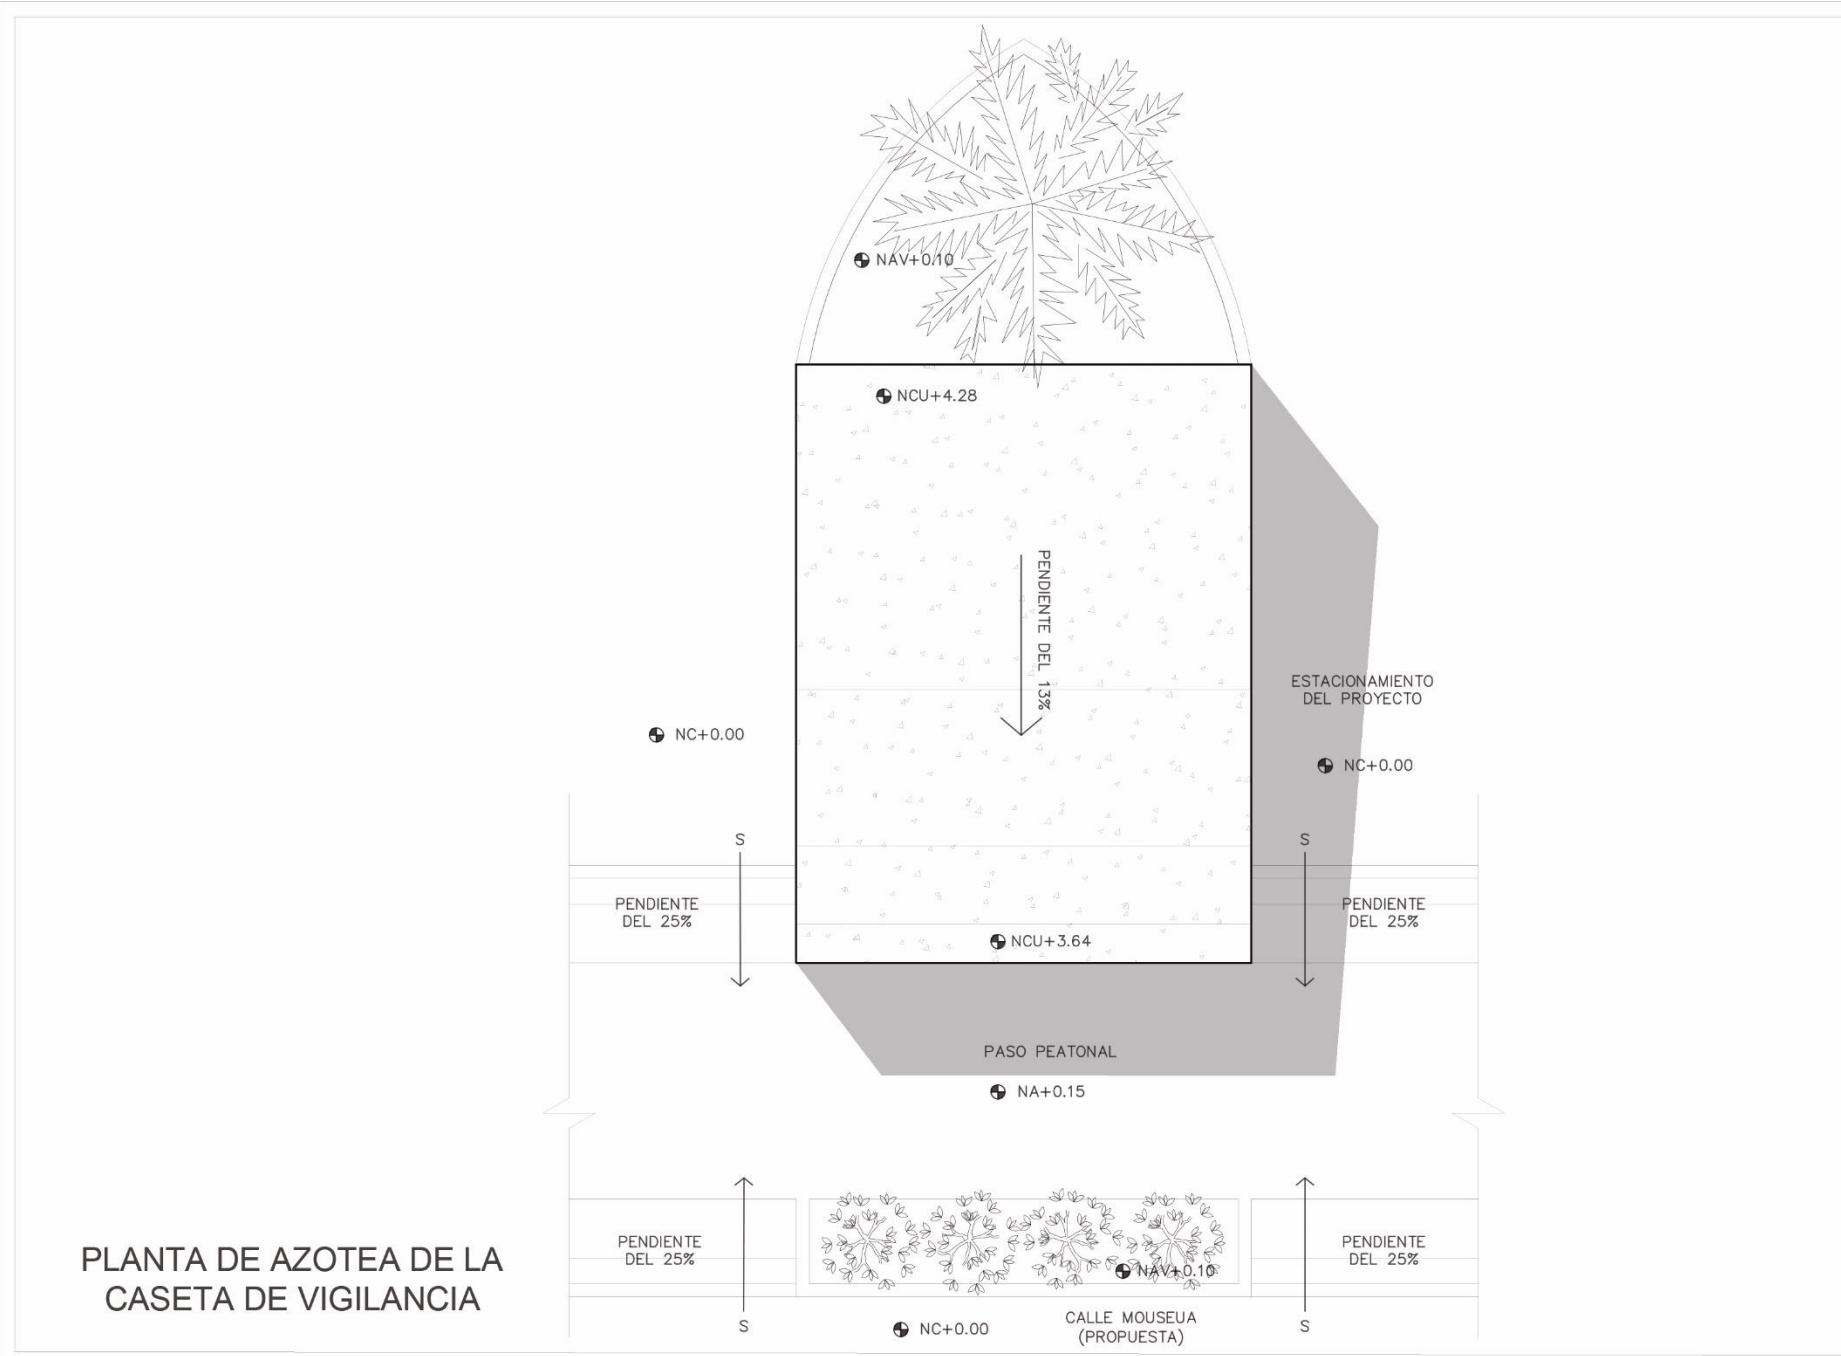 NAV+0.10
NCU+4.28
PENDIENTE DEL 13%
ESTACIONAMIENTO
DEL PROYECTO
NC+0.00
NC+0.00
S
S
PENDIENTE
DEL 25%
PENDIENTE
DEL 25%
NCU+3.64
PASO PEATONAL
NA+0.15
PENDIENTE
DEL 25%
PENDIENTE
DEL 25%
NAV+0.10
PLANTA DE AZOTEA DE LA
CASETA DE VIGILANCIA
CALLE MOUSEUA
(PROPUESTA)
NC+0.00
S
S